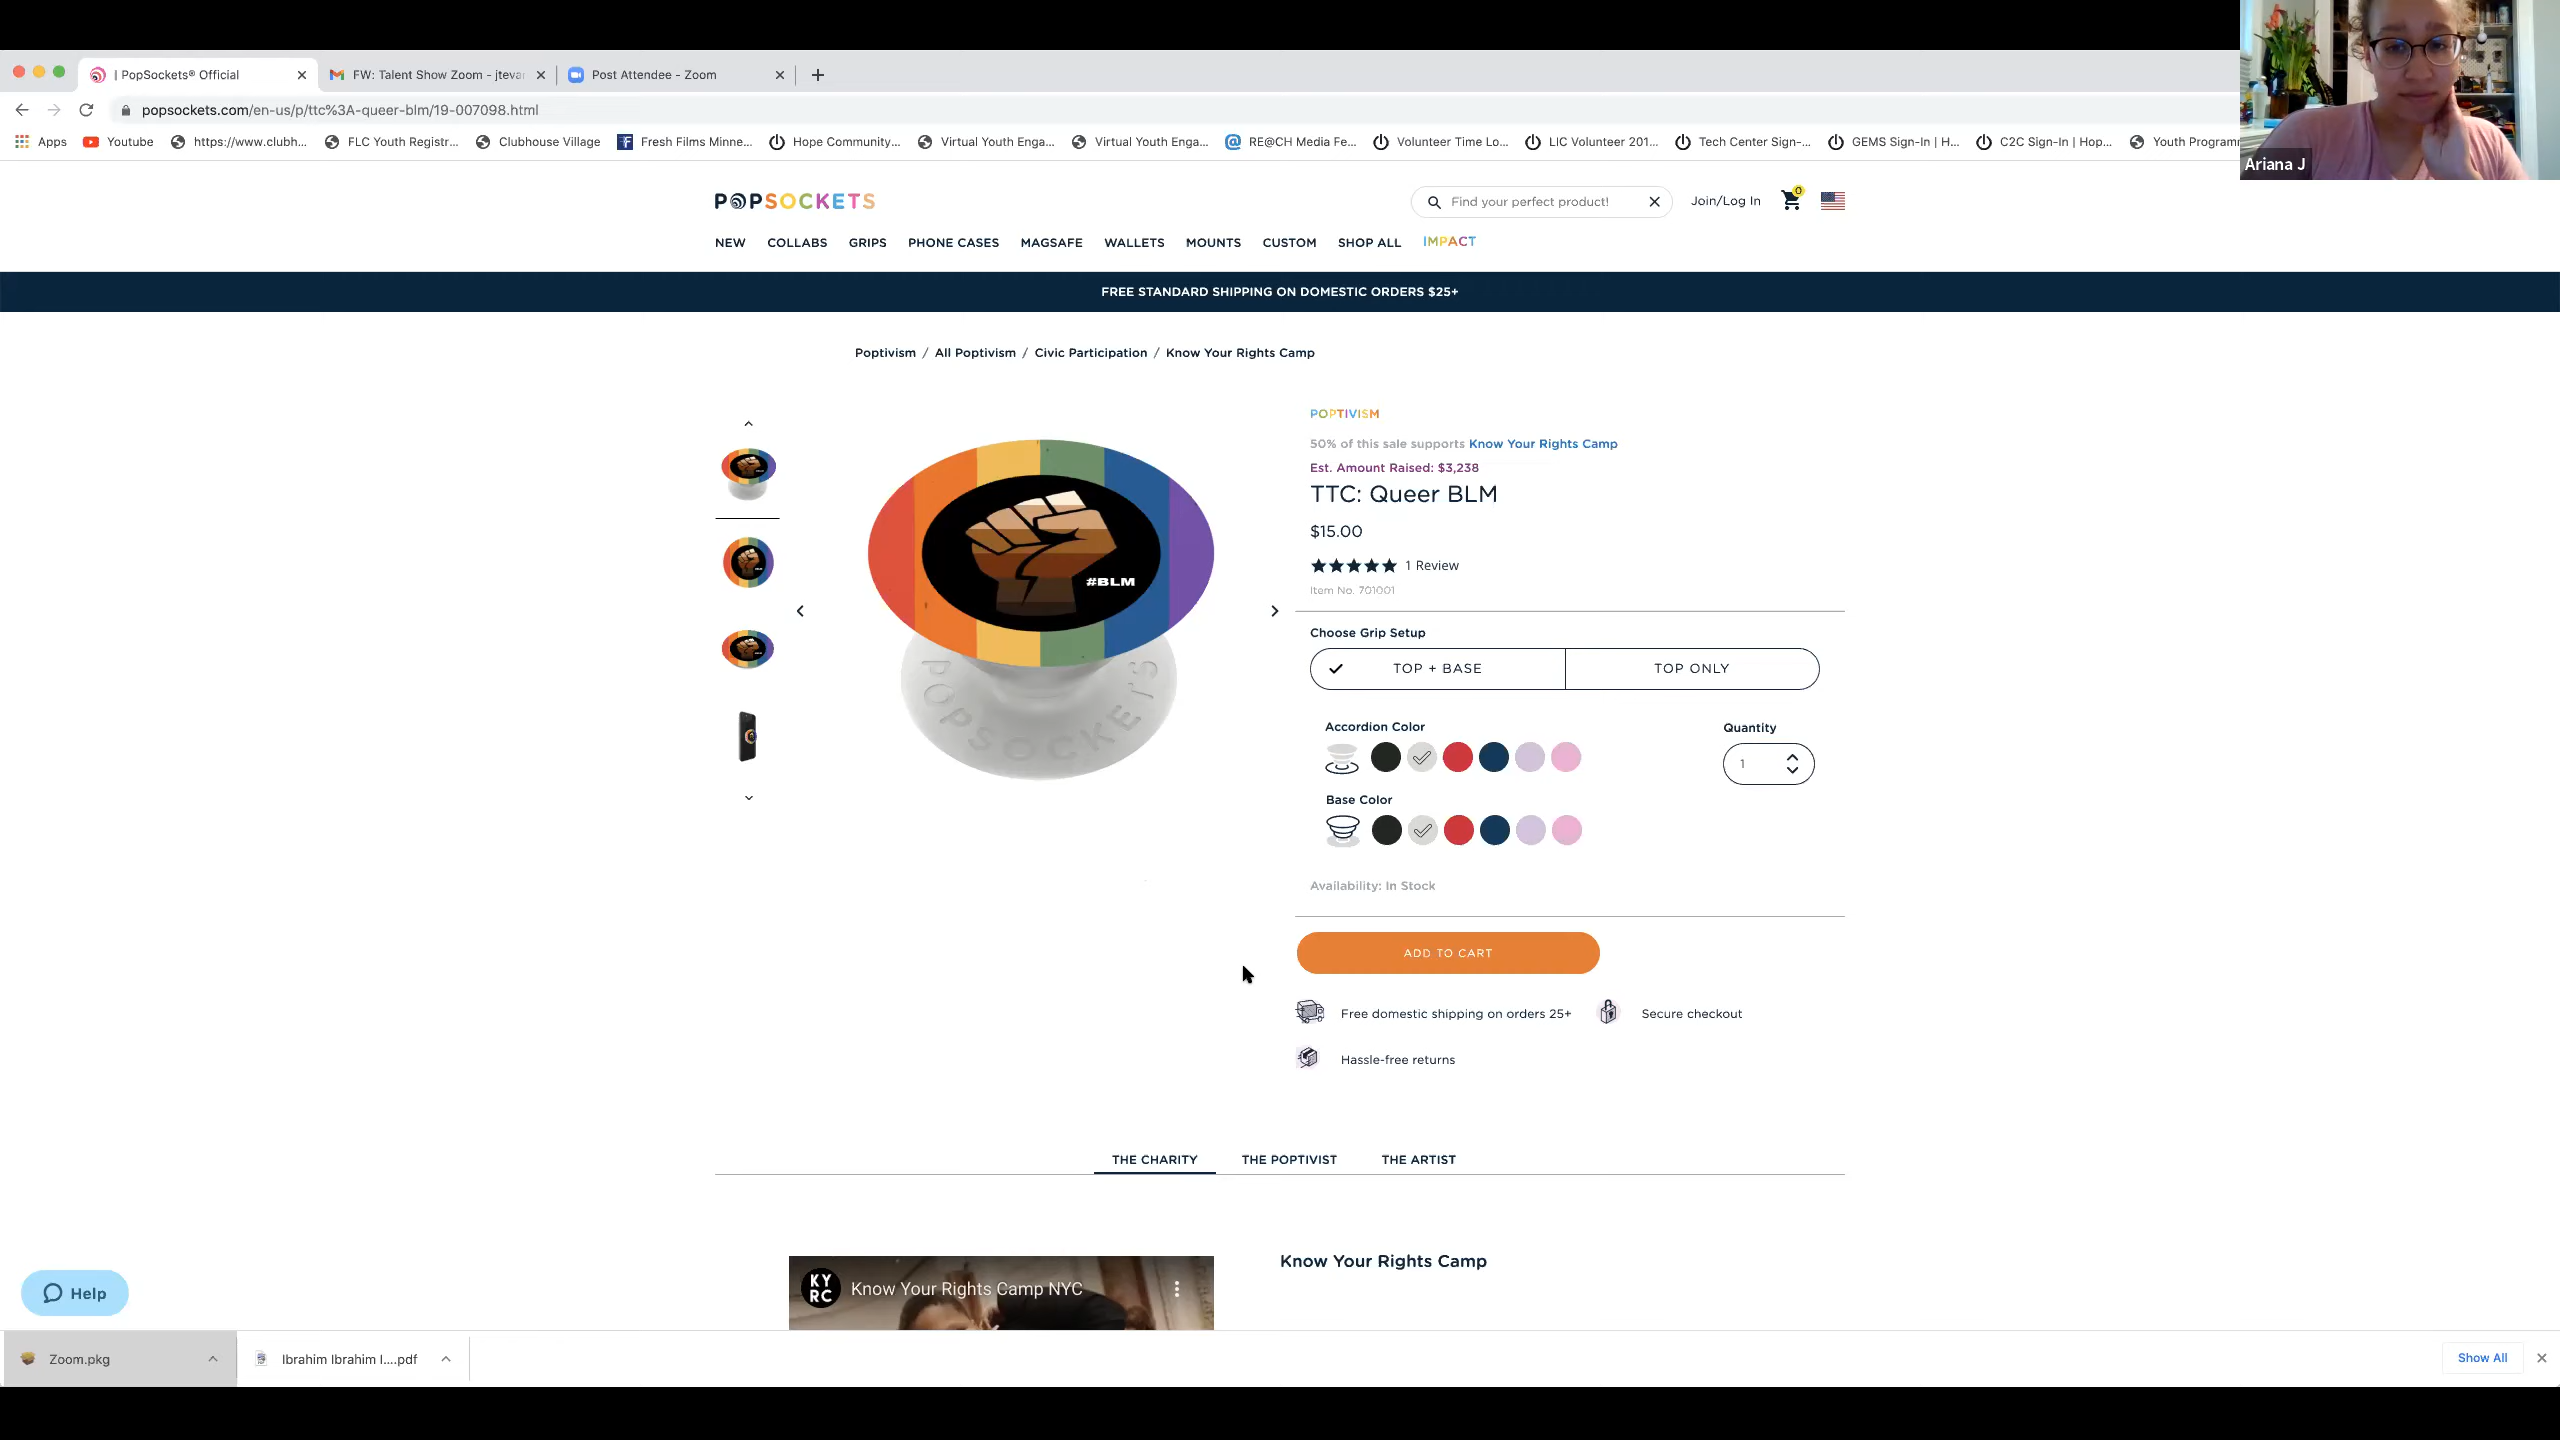 | PopSockets® Official
FW: Talent Show Zoom - jtevan
Post Attendee - Zoom
popsockets.com/en-us/p/ttc%3A-queer-blm/19-007098.html
Apps
Youtube
https://www.clubh...
FLC Youth Registr...
Clubhouse Village
Fresh Films Minne...
Hope Community...
Virtual Youth Enga...
Virtual Youth Enga...
RE@CH Media Fe...
Volunteer Time Lo...
LIC Volunteer 201...
Tech Center Sign-...
GEMS Sign-In | H...
C2C Sign-In | Hop...
Youth Programm
Ariana J
POPSOCKETS
Find your perfect product!
Join/Log In
0
NEW COLLABS GRIPS PHONE CASES MAGSAFE WALLETS MOUNTS CUSTOM SHOP ALL IMPACT
FREE STANDARD SHIPPING ON DOMESTIC ORDERS $25+
Poptivism / All Poptivism / Civic Participation / Know Your Rights Camp
#BLM
POPSOCKETS
POPTIVISM
50% of this sale supports Know Your Rights Camp
Est. Amount Raised: $3,238
TTC: Queer BLM
$15.00
1 Review
Item No. 701001
Choose Grip Setup
TOP + BASE
TOP ONLY
Accordion Color
Quantity
1
Base Color
Availability: In Stock
ADD TO CART
Free domestic shipping on orders 25+
Secure checkout
Hassle-free returns
THE CHARITY
THE POPTIVIST
THE ARTIST
KY
RC
Know Your Rights Camp NYC
Know Your Rights Camp
Help
Zoom.pkg
Ibrahim Ibrahim I....pdf
Show All